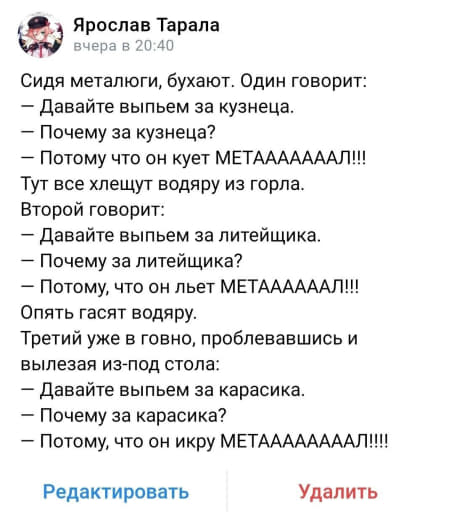 Ярослав Тарала
вчера в 20:40
Сидя металюги, бухают. Один говорит:
— Давайте выпьем за кузнеца.
— Почему за кузнеца?
— Потому что он кует МЕТАААААААЛ!!!
Тут все хлещут водяру из горла.
Второй говорит:
— Давайте выпьем за литейщика.
— Почему за литейщика?
— Потому, что он льет МЕТАААААААЛ!!!
Опять гасят водяру.
Третий уже в говно, проблевавшись и
вылезая из-под стола:
— Давайте выпьем за карасика.
— Почему за карасика?
— Потому, что он икру МЕТААААААААЛ!!!!
Редактировать
Удалить